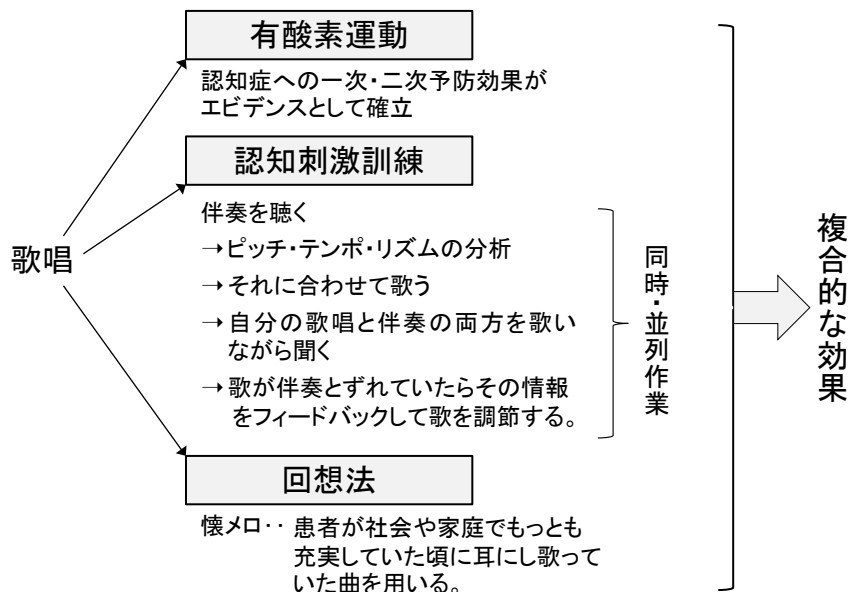 有酸素運動
認知症への一次・二次予防効果が
エビデンスとして確立
認知刺激訓練
伴奏を聴く
→ピッチ・テンポ・リズムの分析
→それに合わせて歌う
→自分の歌唱と伴奏の両方を歌い
ながら聞く
→歌が伴奏とずれていたらその情報
をフィードバックして歌を調節する。
同時・並列作業
歌唱
回想法
懐メロ‥ 患者が社会や家庭でもっとも
充実していた頃に耳にし歌って
いた曲を用いる。
複合的な効果